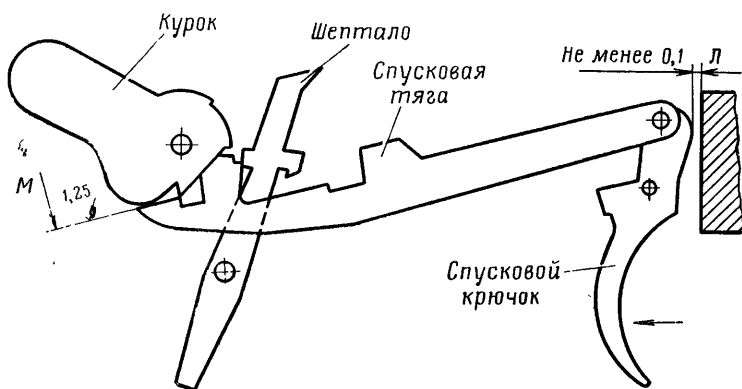 Курок
Шептало
Спусковая
тяга
Не менее 0,1
Л
М
1,25
Спусковой
крючок